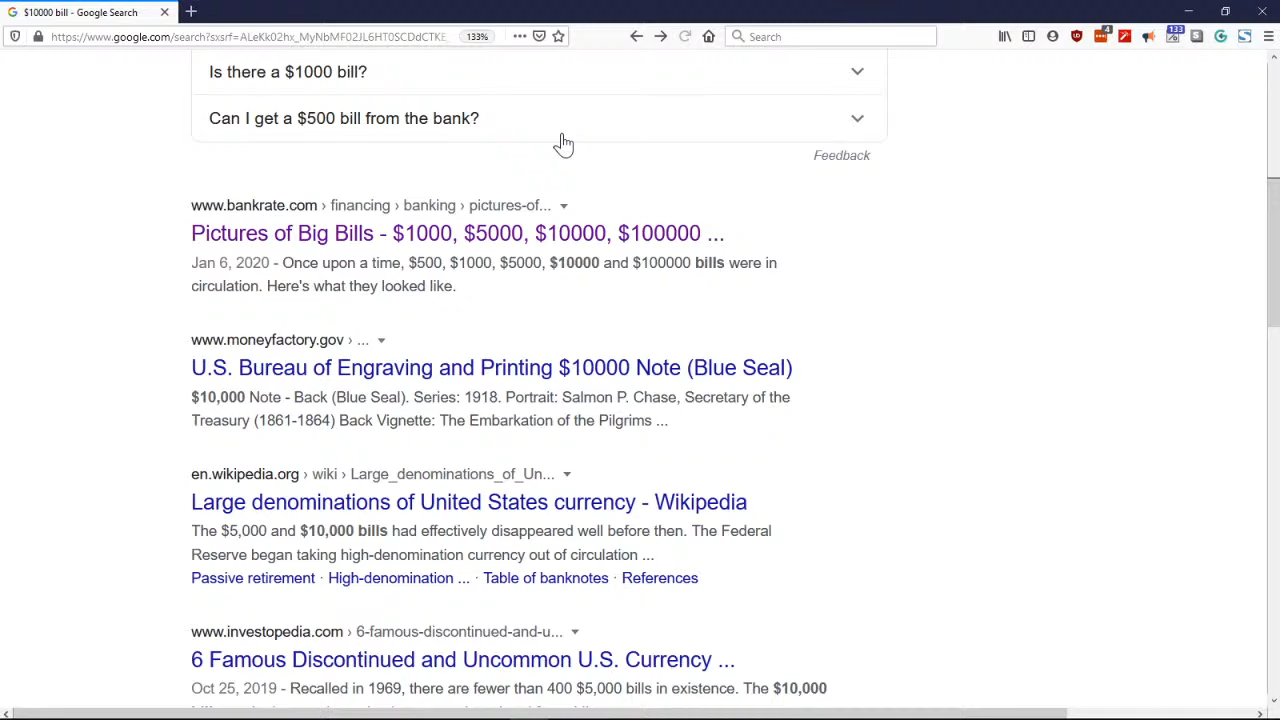 $10000 bill - Google Search
https://www.google.com/search?sxsrf=ALeKk02hx_MyNbMF02JL6HT0SCDdCTKE_
133%
Search
4
133
Is there a $1000 bill?
Can I get a $500 bill from the bank?
Feedback
www.bankrate.com › financing › banking › pictures-of...
Pictures of Big Bills - $1000, $5000, $10000, $100000 ...
Jan 6, 2020 - Once upon a time, $500, $1000, $5000, $10000 and $100000 bills were in
circulation. Here's what they looked like.
www.moneyfactory.gov › ...
U.S. Bureau of Engraving and Printing $10000 Note (Blue Seal)
$10,000 Note - Back (Blue Seal). Series: 1918. Portrait: Salmon P. Chase, Secretary of the
Treasury (1861-1864) Back Vignette: The Embarkation of the Pilgrims ...
en.wikipedia.org › wiki › Large_denominations_of_Un...
Large denominations of United States currency - Wikipedia
The $5,000 and $10,000 bills had effectively disappeared well before then. The Federal
Reserve began taking high-denomination currency out of circulation ...
Passive retirement · High-denomination ... · Table of banknotes · References
www.investopedia.com › 6-famous-discontinued-and-u...
6 Famous Discontinued and Uncommon U.S. Currency ...
Oct 25, 2019 - Recalled in 1969, there are fewer than 400 $5,000 bills in existence. The $10,000